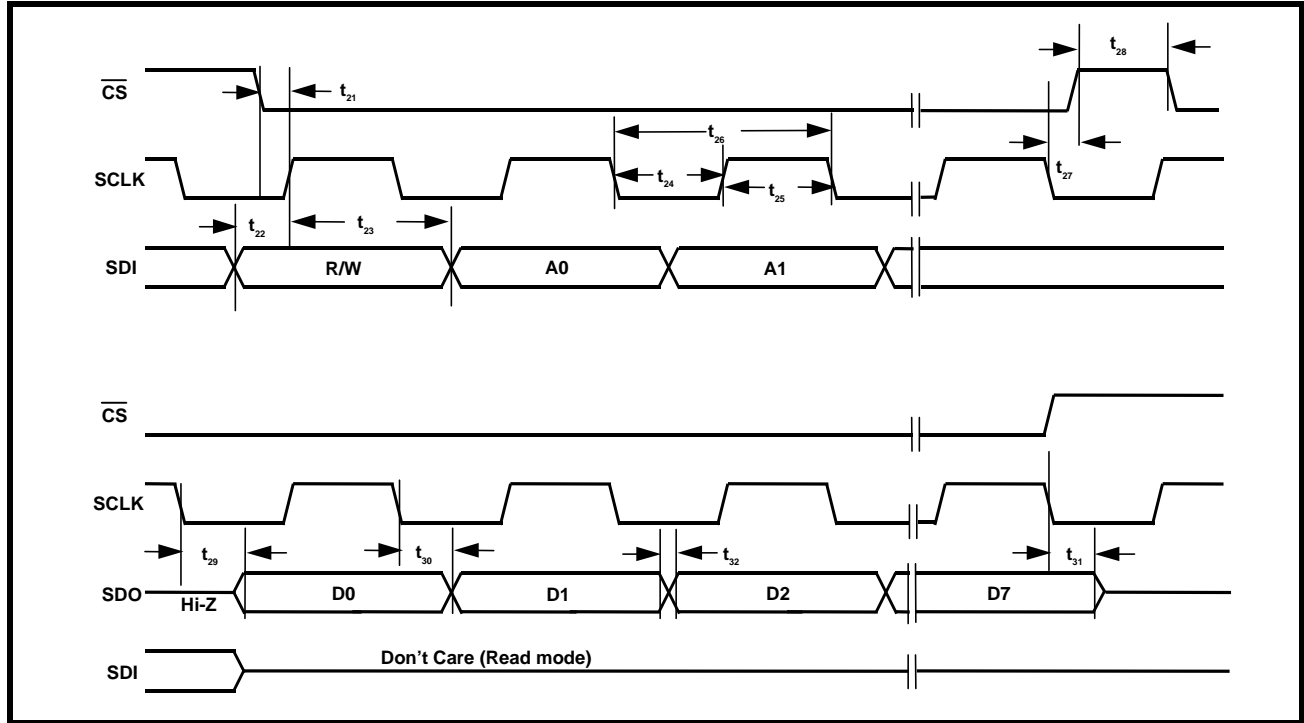 t28
CS
t21
t26
SCLK
t24
t25
t27
t22
t23
SDI
R/W
A0
A1
CS
SCLK
t29
t30
t32
t31
SDO
Hi-Z
D0
D1
D2
D7
SDI
Don't Care (Read mode)